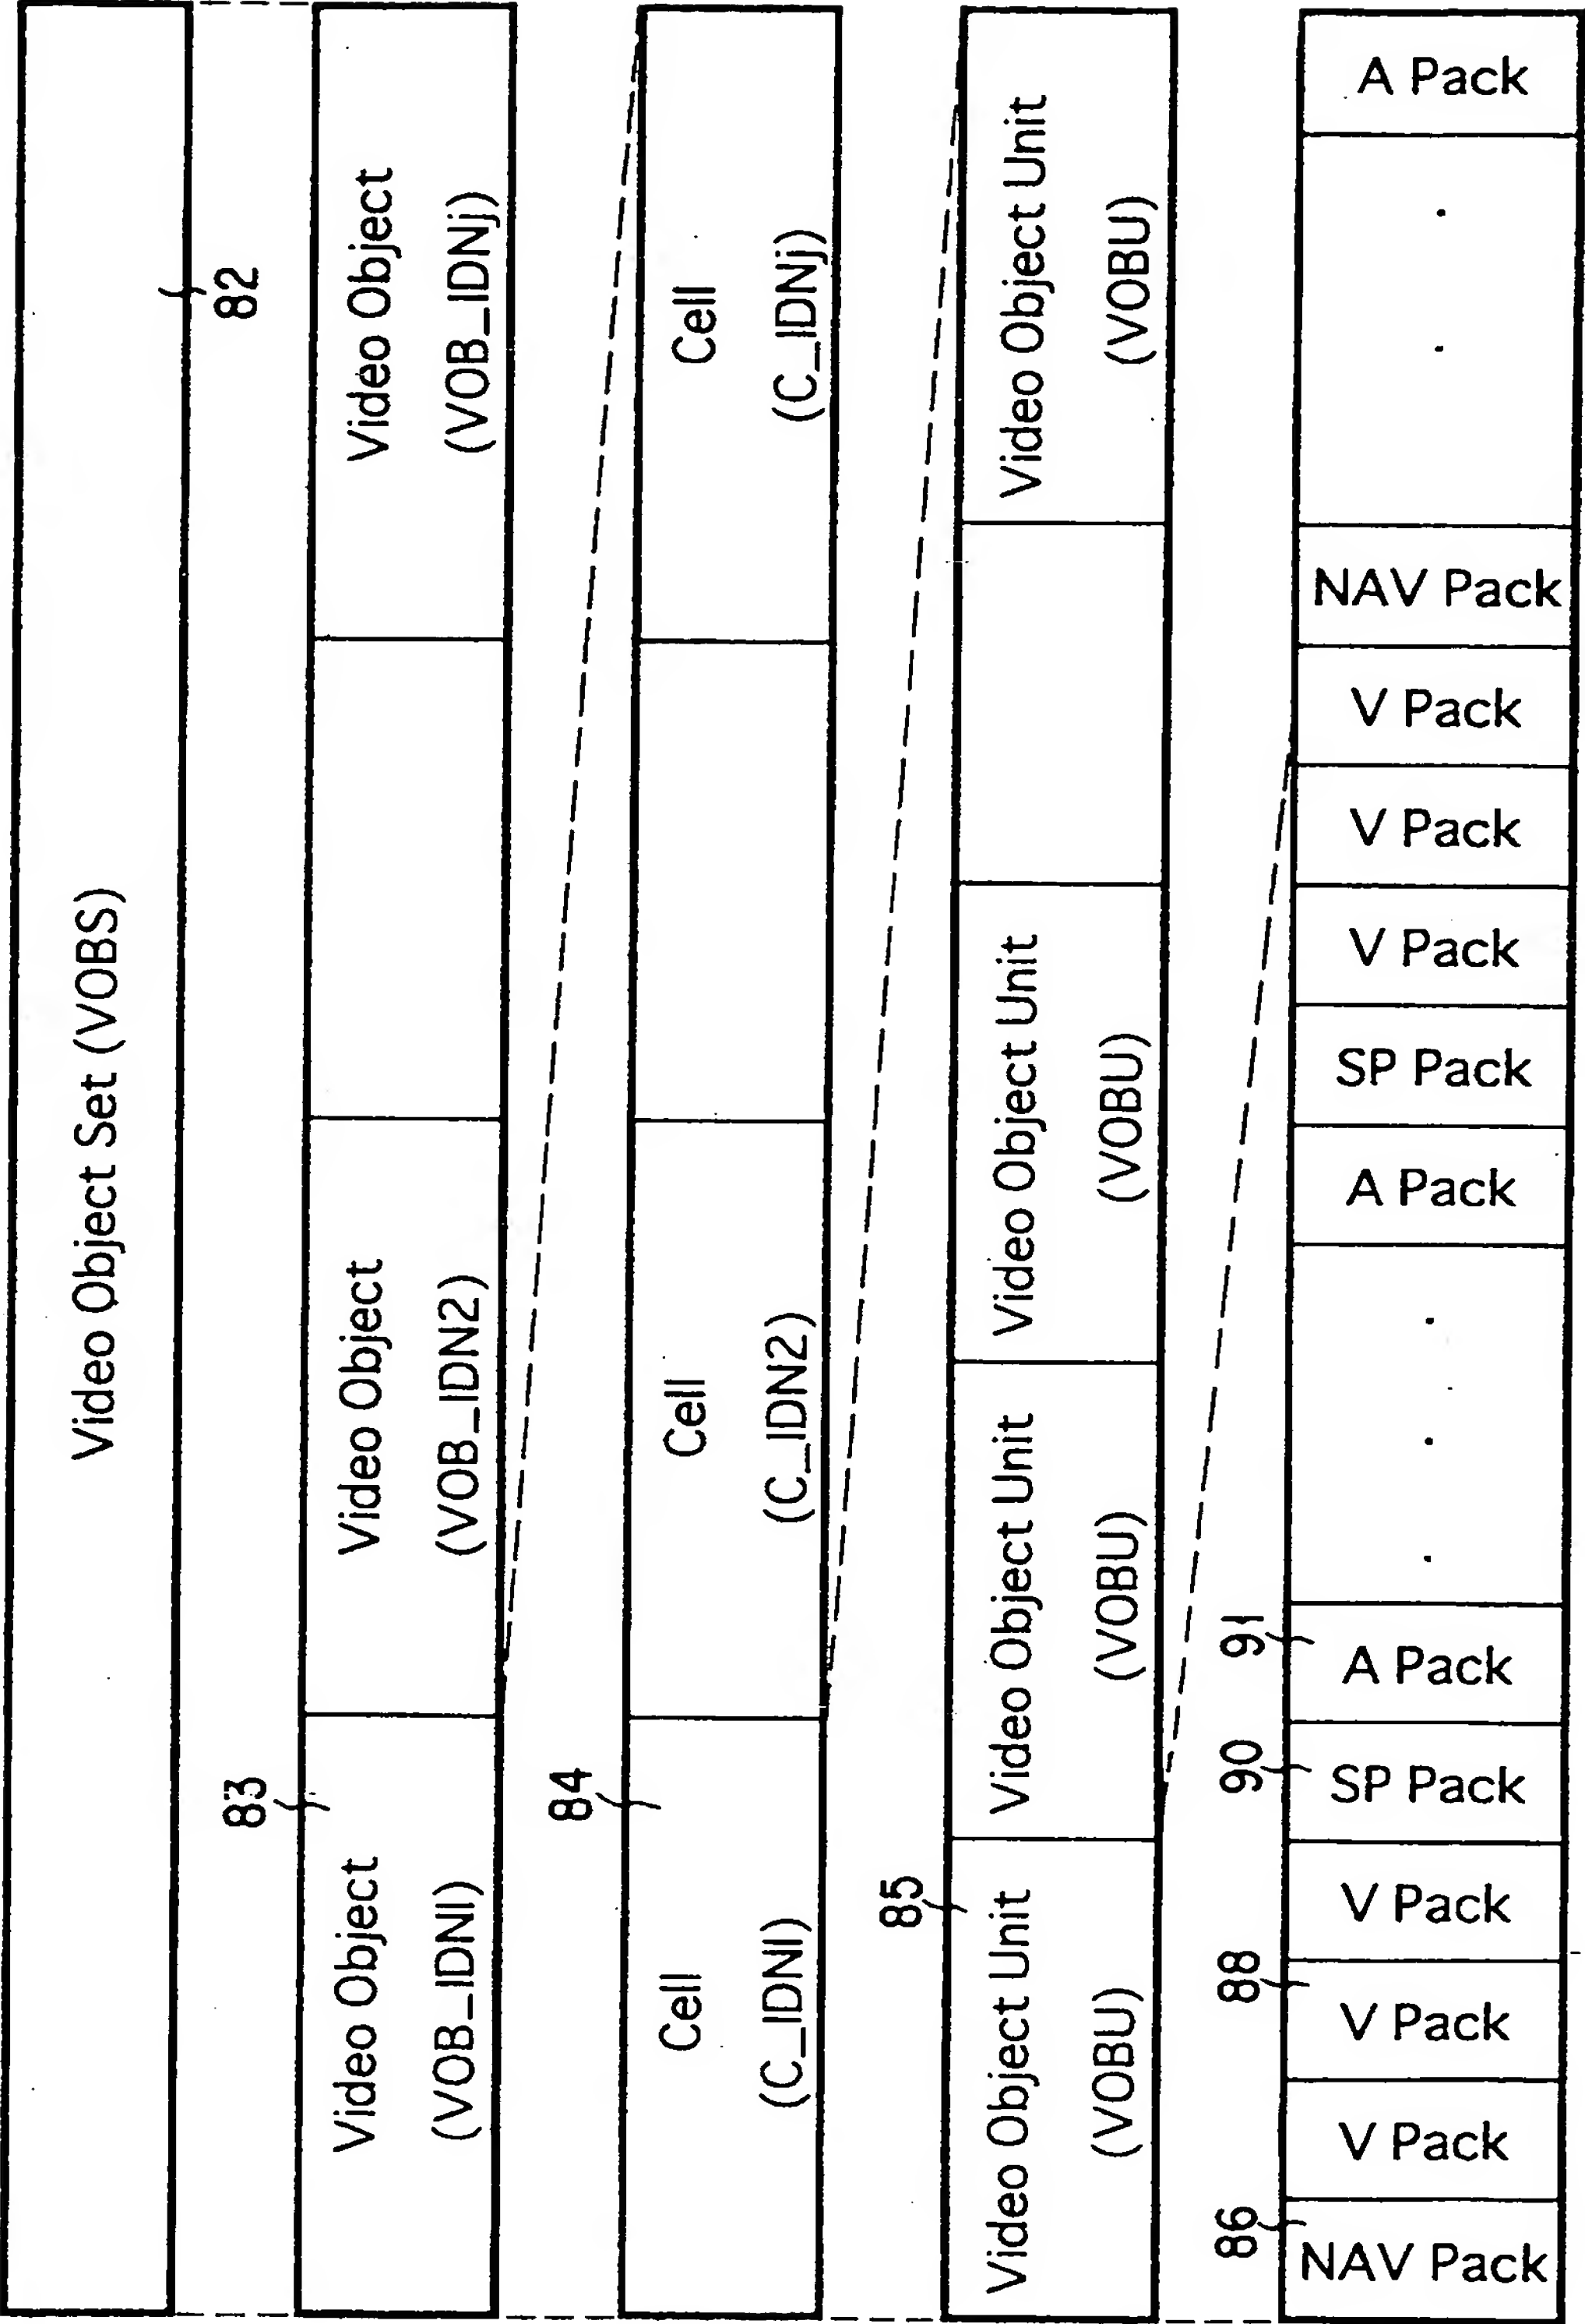 Video Object Set (VOBS)
82
83
Video Object
(VOB_IDN1)
Video Object
(VOB_IDN2)
Video Object
(VOB_IDNj)
84
Cell
(C_IDN1)
Cell
(C_IDN2)
Cell
(C_IDNj)
85
Video Object Unit
(VOBU)
Video Object Unit
(VOBU)
Video Object Unit
(VOBU)
Video Object Unit
(VOBU)
86
88
90
91
NAV Pack
V Pack
V Pack
V Pack
SP Pack
A Pack
A Pack
SP Pack
V Pack
V Pack
V Pack
NAV Pack
A Pack